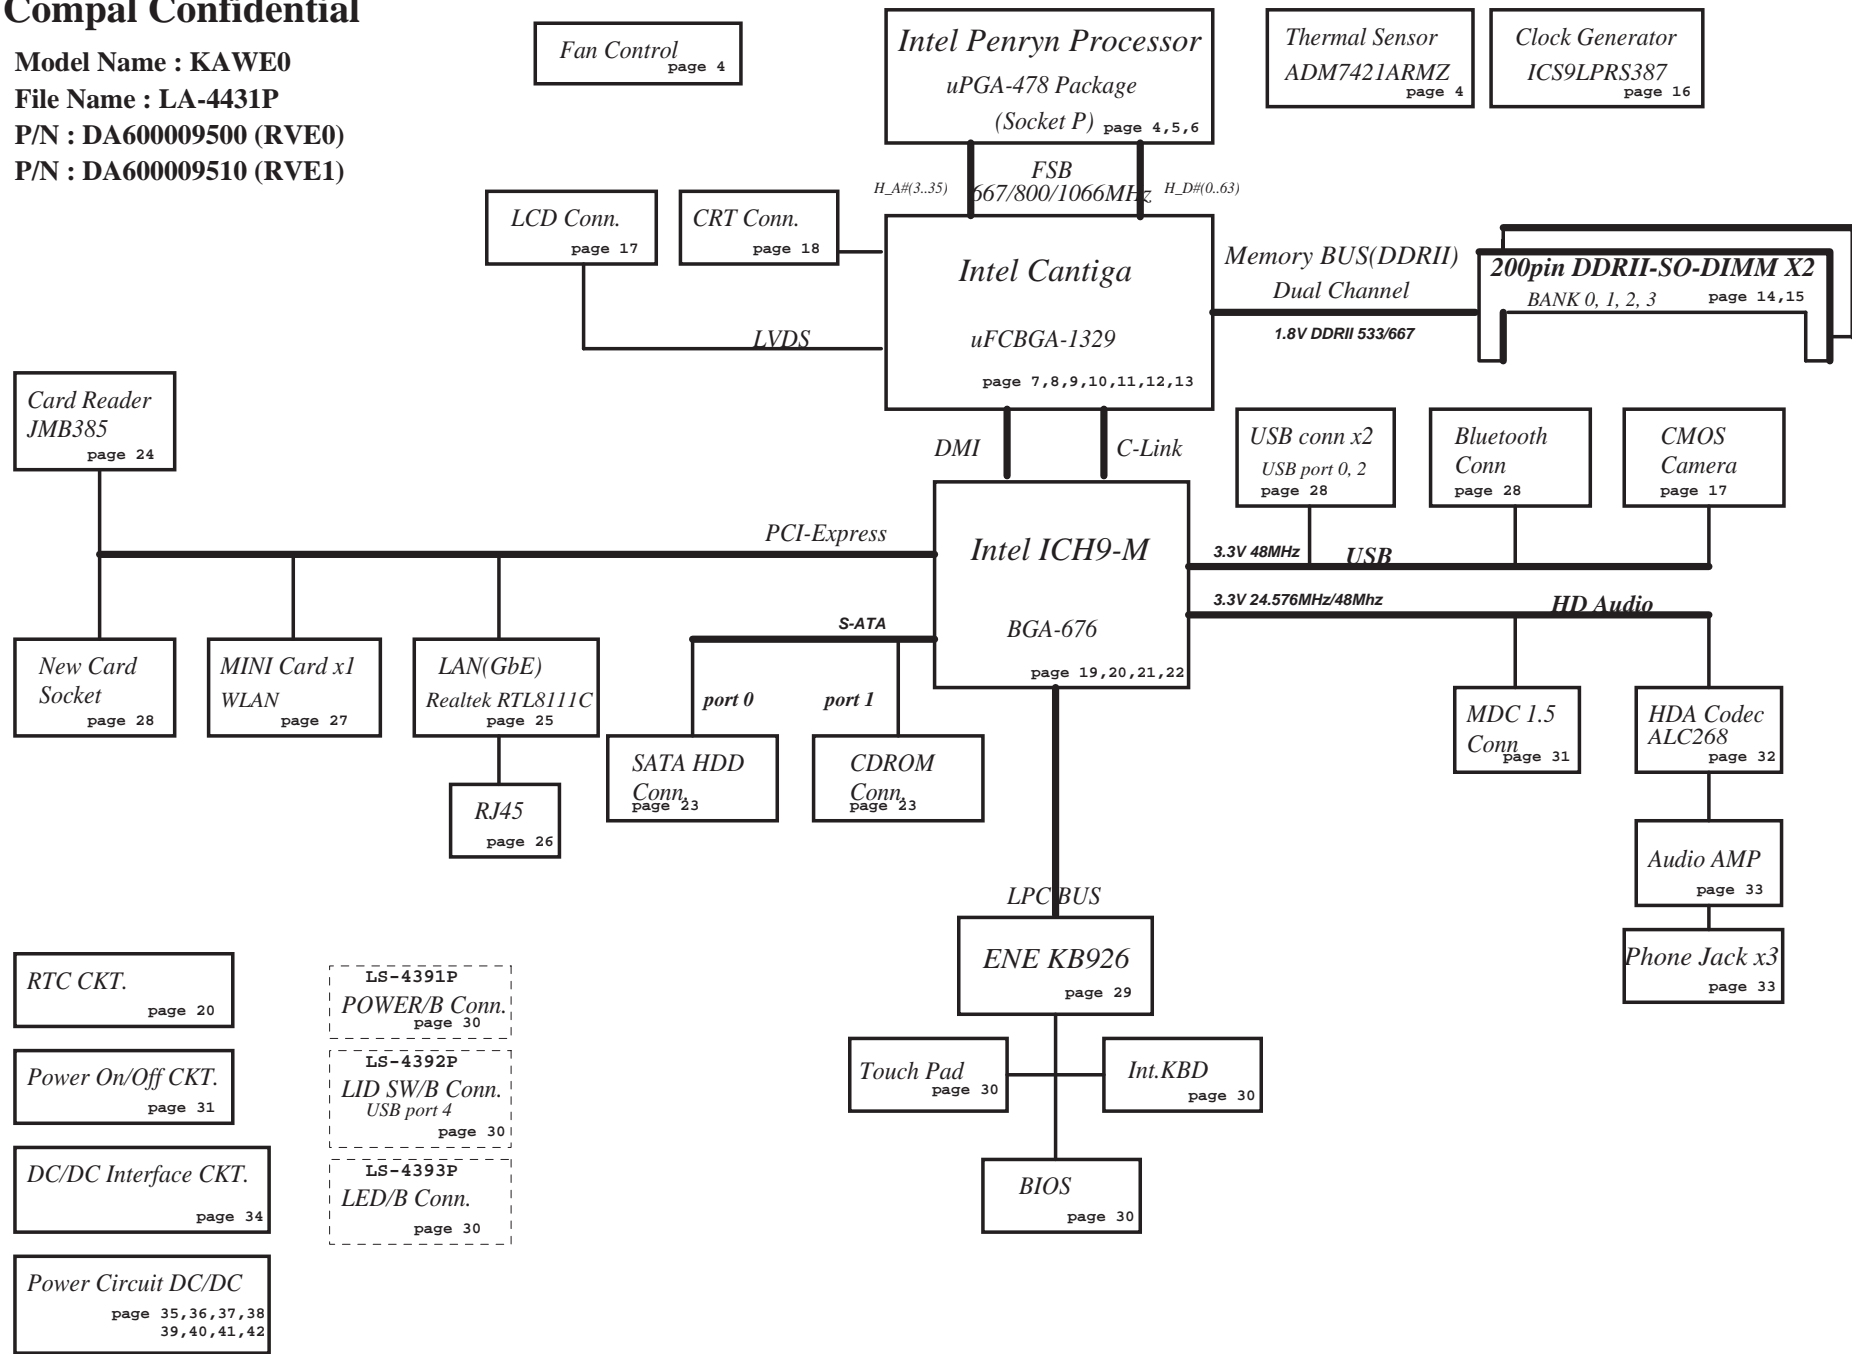 Compal Confidential
Model Name : KAWE0
File Name : LA-4431P
P/N : DA600009500 (RVE0)
P/N : DA600009510 (RVE1)
Fan Control
page 4
Intel Penryn Processor
uPGA-478 Package
(Socket P)
page 4,5,6
Thermal Sensor
ADM7421ARMZ
page 4
Clock Generator
ICS9LPRS387
page 16
H_A#(3..35)
FSB
667/800/1066MHz
H_D#(0..63)
LCD Conn.
page 17
CRT Conn.
page 18
LVDS
Intel Cantiga
uFCBGA-1329
page 7,8,9,10,11,12,13
Memory BUS(DDRII)
Dual Channel
1.8V DDRII 533/667
200pin DDRII-SO-DIMM X2
BANK 0, 1, 2, 3
page 14,15
Card Reader
JMB385
page 24
DMI
C-Link
USB conn x2
USB port 0, 2
page 28
Bluetooth
Conn
page 28
CMOS
Camera
page 17
PCI-Express
Intel ICH9-M
BGA-676
page 19,20,21,22
3.3V 48MHz
USB
3.3V 24.576MHz/48Mhz
HD Audio
S-ATA
New Card
Socket
page 28
MINI Card x1
WLAN
page 27
LAN(GbE)
Realtek RTL8111C
page 25
RJ45
page 26
port 0
port 1
SATA HDD
Conn.
page 23
CDROM
Conn.
page 23
MDC 1.5
Conn
page 31
HDA Codec
ALC268
page 32
Audio AMP
page 33
Phone Jack x3
page 33
LPC BUS
ENE KB926
page 29
Touch Pad
page 30
Int.KBD
page 30
BIOS
page 30
RTC CKT.
page 20
Power On/Off CKT.
page 31
DC/DC Interface CKT.
page 34
Power Circuit DC/DC
page 35,36,37,38
39,40,41,42
LS-4391P
POWER/B Conn.
page 30
LS-4392P
LID SW/B Conn.
USB port 4
page 30
LS-4393P
LED/B Conn.
page 30